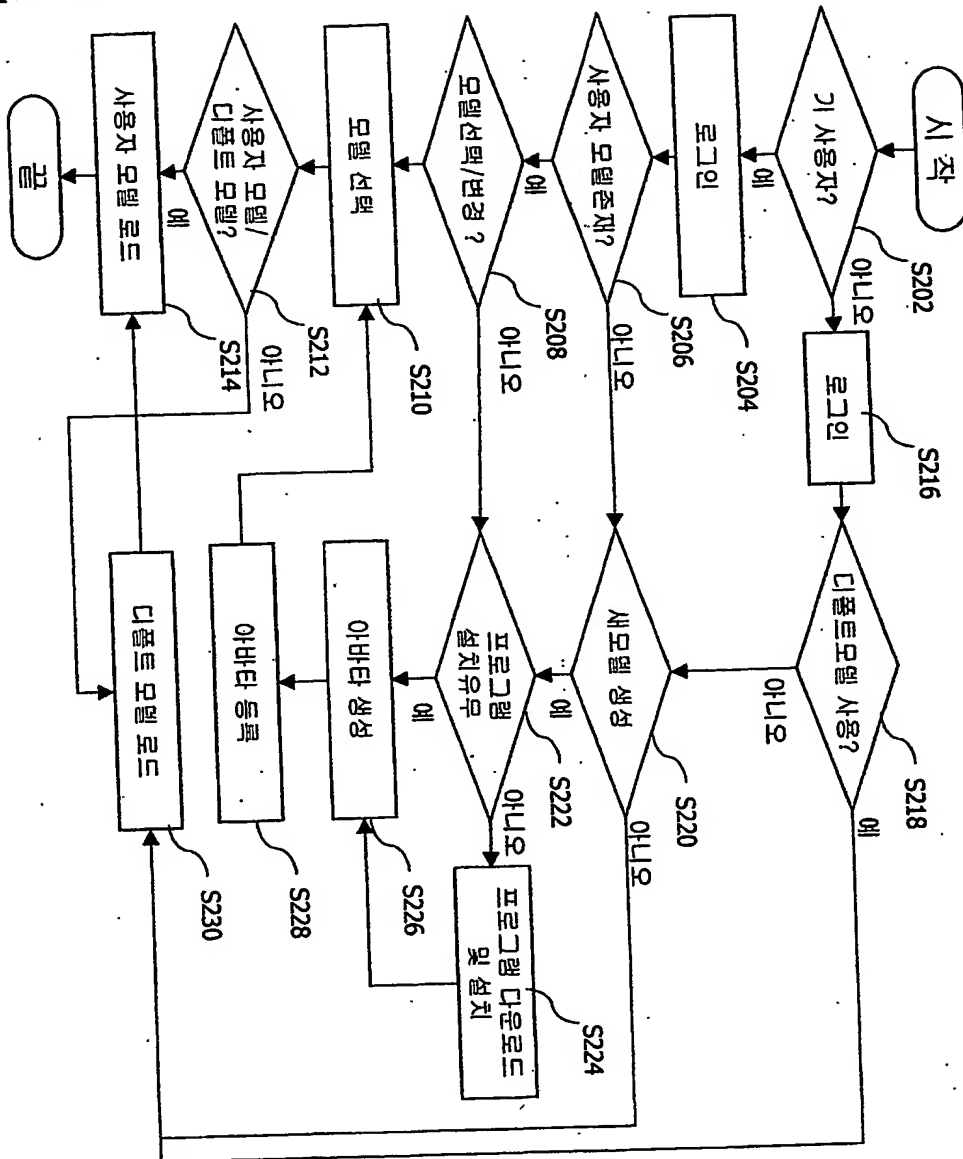 시 작
기 사용자?
S202
예
아니오
로그인
S204
로그인
S216
디폴트모델 사용?
S218
아니오
예
사용자 모델존재?
S206
예
아니오
새모델 생성
S220
예
아니오
모델선택/변경 ?
S208
아니오
프로그램
설치유무
S222
예
아니오
프로그램 다운로드
및 설치
S224
모델 선택
S210
아바타 생성
S226
사용자 모델/
디폴트 모델?
S212
예
아니오
아바타 등록
S228
사용자 모델 로드
S214
디폴트 모델 로드
S230
끝